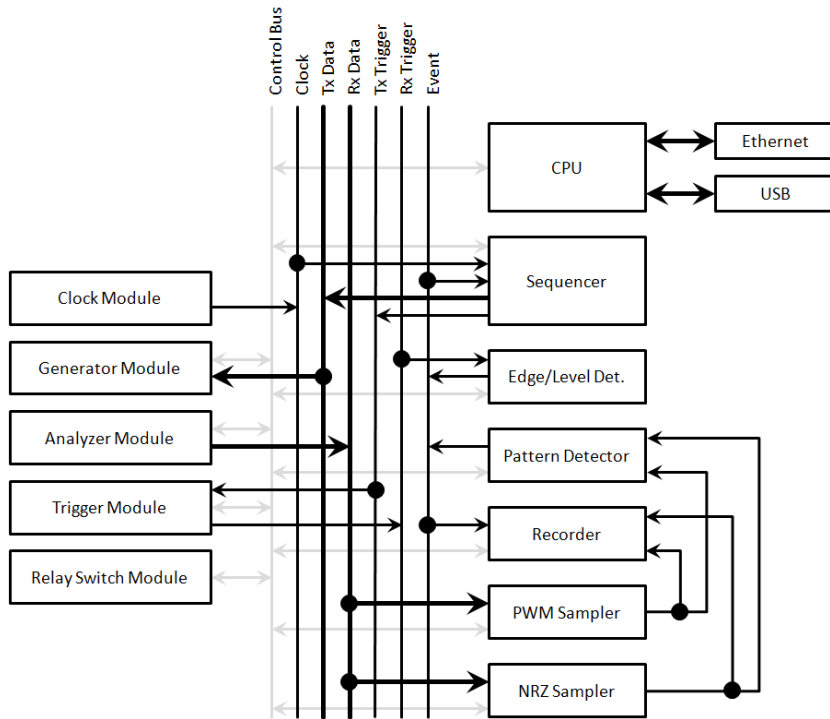 Control Bus
Clock
Tx Data
Rx Data
Tx Trigger
Rx Trigger
Event
CPU
Ethernet
USB
Sequencer
Clock Module
Generator Module
Edge/Level Det.
Analyzer Module
Pattern Detector
Trigger Module
Recorder
Relay Switch Module
PWM Sampler
NRZ Sampler